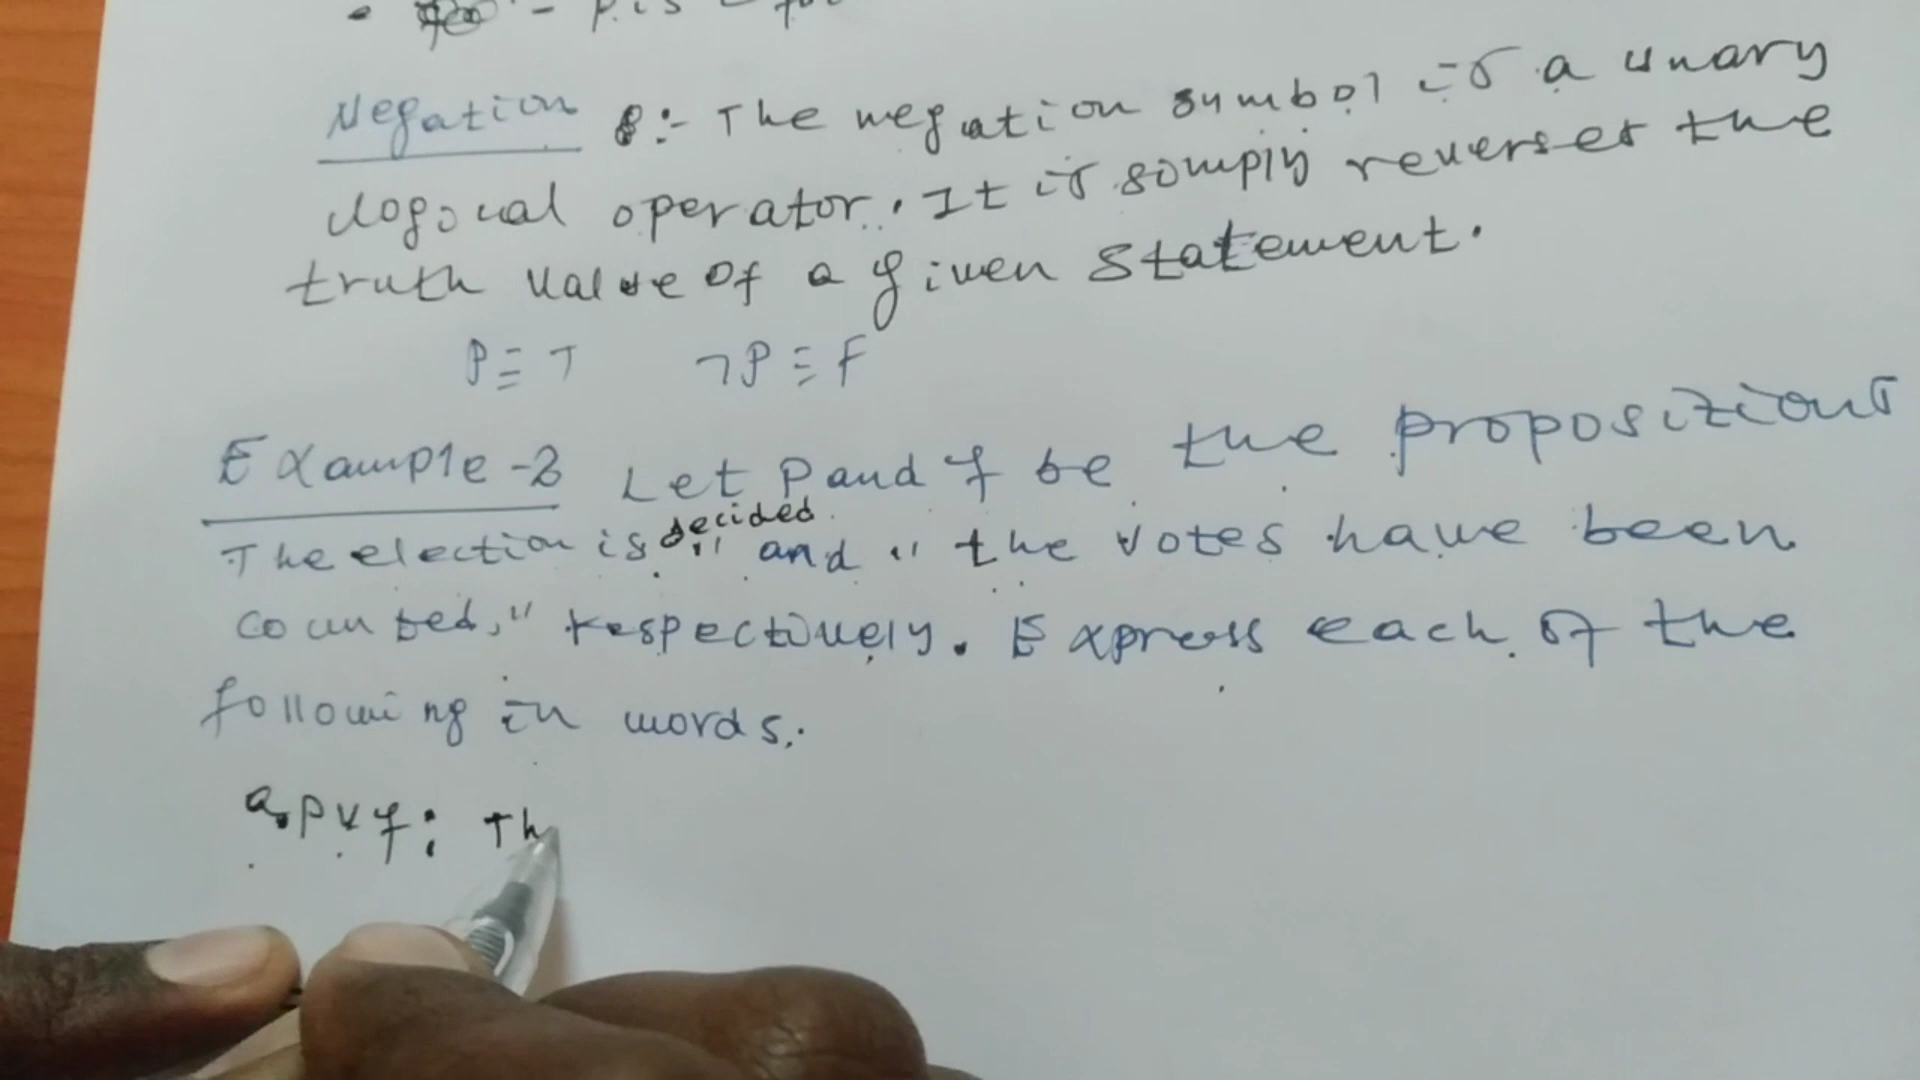 - P is
Negation :- The negation symbol is a unary
logical operator. It is somply reverses the
truth value of a given statement.
P ≡ T ¬P ≡ F
Example-2 Let P and q be the propositions
The election is decided" and "the votes have been
counted," respectively. Express each of the
following in words.
a. p v q: Th